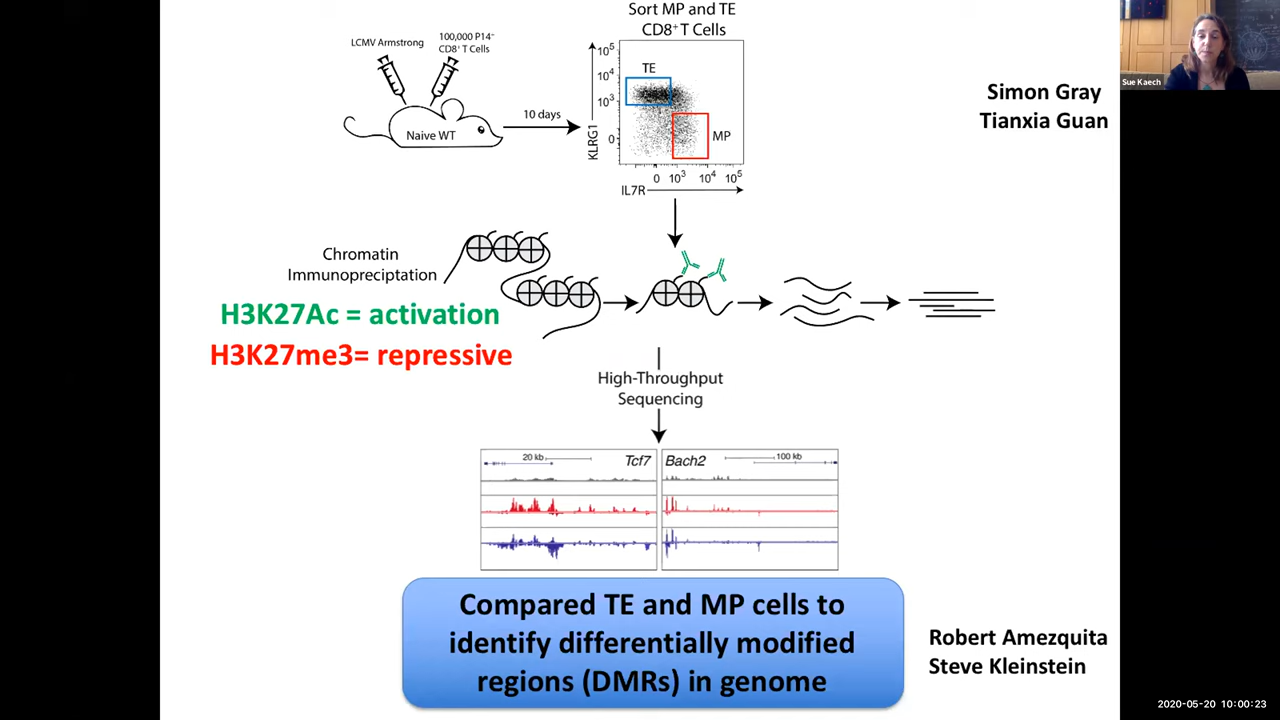 Sort MP and TE
CD8⁺ T Cells
LCMV Armstrong
100,000 P14⁻
CD8⁺ T Cells
Naive WT
10 days
10⁵
10⁴
10³
0
KLRG1
TE
MP
0 10³ 10⁴ 10⁵
IL7R
Sue Kaech
Simon Gray
Tianxia Guan
Chromatin
Immunopreciptation
H3K27Ac = activation
H3K27me3= repressive
High-Throughput
Sequencing
20 kb
Tcf7
Bach2
100 kb
Compared TE and MP cells to
identify differentially modified
regions (DMRs) in genome
Robert Amezquita
Steve Kleinstein
2020-05-20 10:00:23